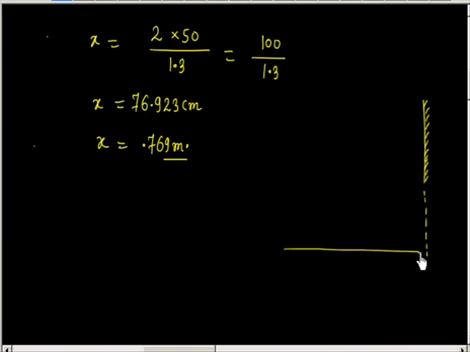 x = 2 × 50 / 1·3 = 100 / 1·3
x = 76·923 cm
x = ·769 m·